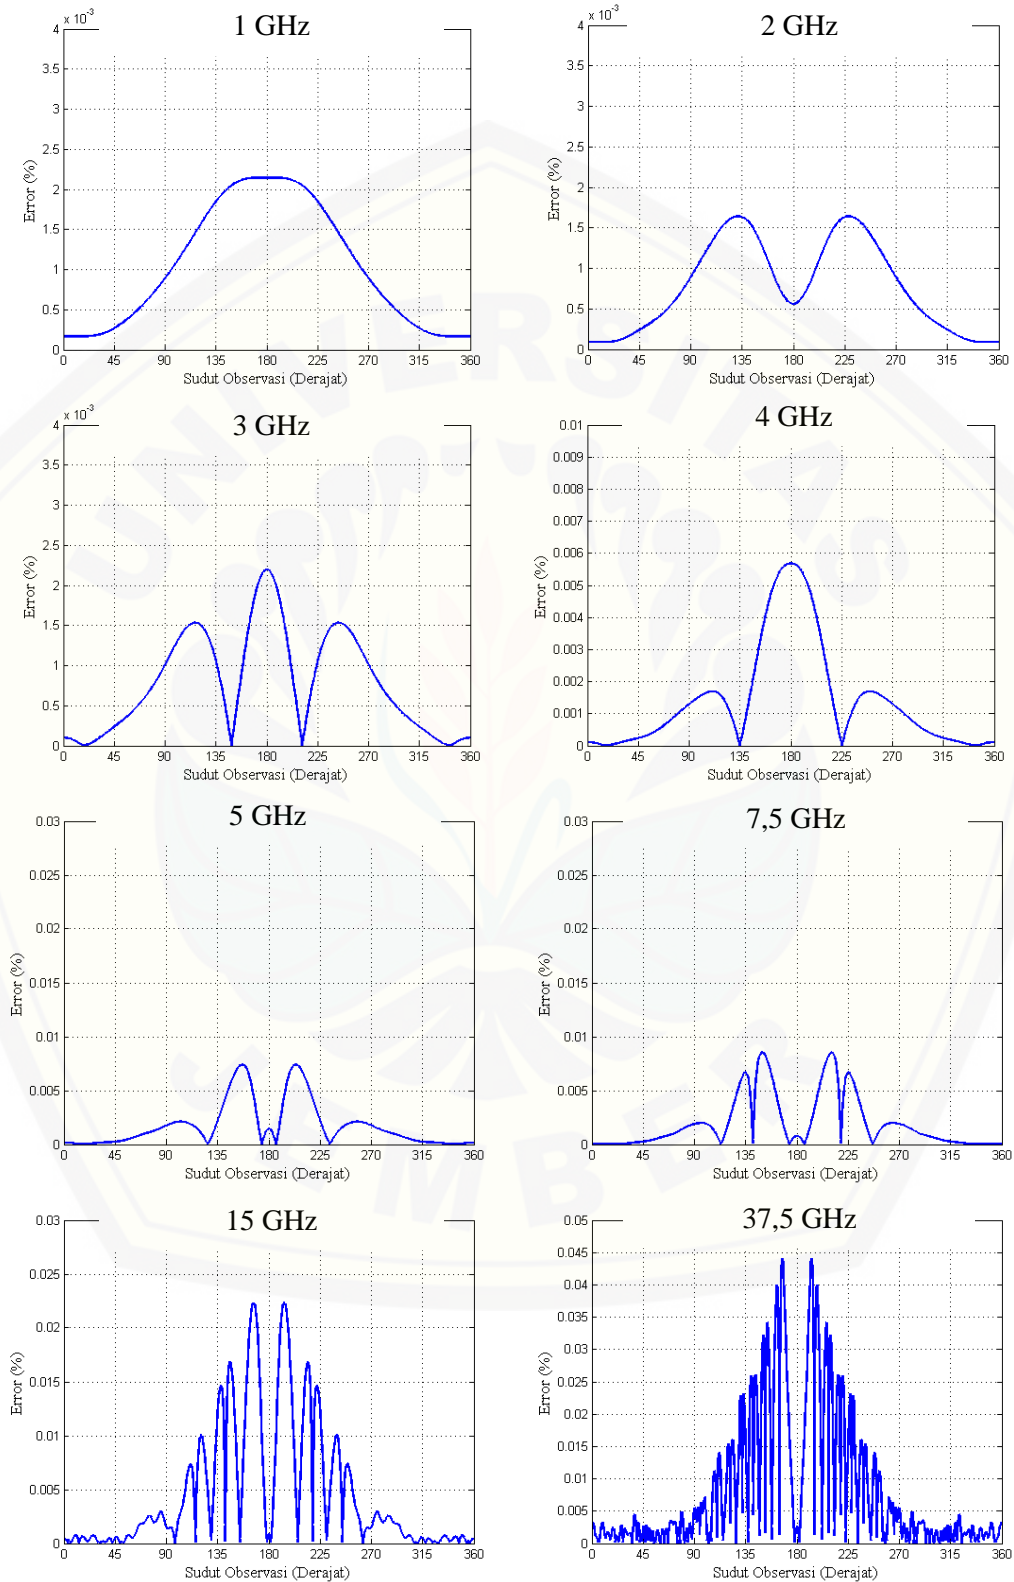 1 GHz
x 10^-3
4
3.5
3
2.5
2
1.5
1
0.5
0
Error (%)
0 45 90 135 180 225 270 315 360
Sudut Observasi (Derajat)
2 GHz
x 10^-3
4
3.5
3
2.5
2
1.5
1
0.5
0
Error (%)
0 45 90 135 180 225 270 315 360
Sudut Observasi (Derajat)
3 GHz
x 10^-3
4
3.5
3
2.5
2
1.5
1
0.5
0
Error (%)
0 45 90 135 180 225 270 315 360
Sudut Observasi (Derajat)
4 GHz
0.01
0.009
0.008
0.007
0.006
0.005
0.004
0.003
0.002
0.001
0
Error (%)
0 45 90 135 180 225 270 315 360
Sudut Observasi (Derajat)
5 GHz
0.03
0.025
0.02
0.015
0.01
0.005
0
Error (%)
0 45 90 135 180 225 270 315 360
Sudut Observasi (Derajat)
7,5 GHz
0.03
0.025
0.02
0.015
0.01
0.005
0
Error (%)
0 45 90 135 180 225 270 315 360
Sudut Observasi (Derajat)
15 GHz
0.03
0.025
0.02
0.015
0.01
0.005
0
Error (%)
0 45 90 135 180 225 270 315 360
Sudut Observasi (Derajat)
37,5 GHz
0.05
0.045
0.04
0.035
0.03
0.025
0.02
0.015
0.01
0.005
0
Error (%)
0 45 90 135 180 225 270 315 360
Sudut Observasi (Derajat)
UNIVERSITAS
JEMBER